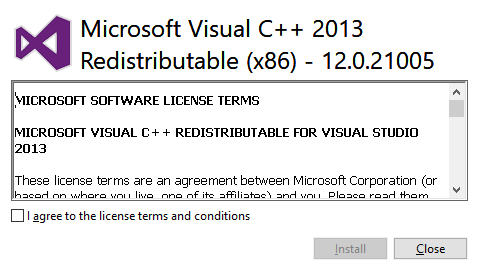 Microsoft Visual C++ 2013
Redistributable (x86) - 12.0.21005
MICROSOFT SOFTWARE LICENSE TERMS
MICROSOFT VISUAL C++ REDISTRIBUTABLE FOR VISUAL STUDIO
2013
These license terms are an agreement between Microsoft Corporation (or
based on where you live, one of its affiliates) and you. Please read them.
I agree to the license terms and conditions
Install
Close